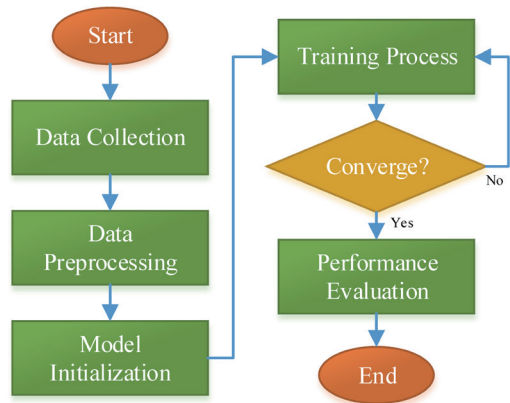 Start
Data Collection
Data
Preprocessing
Model
Initialization
Training Process
Converge?
No
Yes
Performance
Evaluation
End